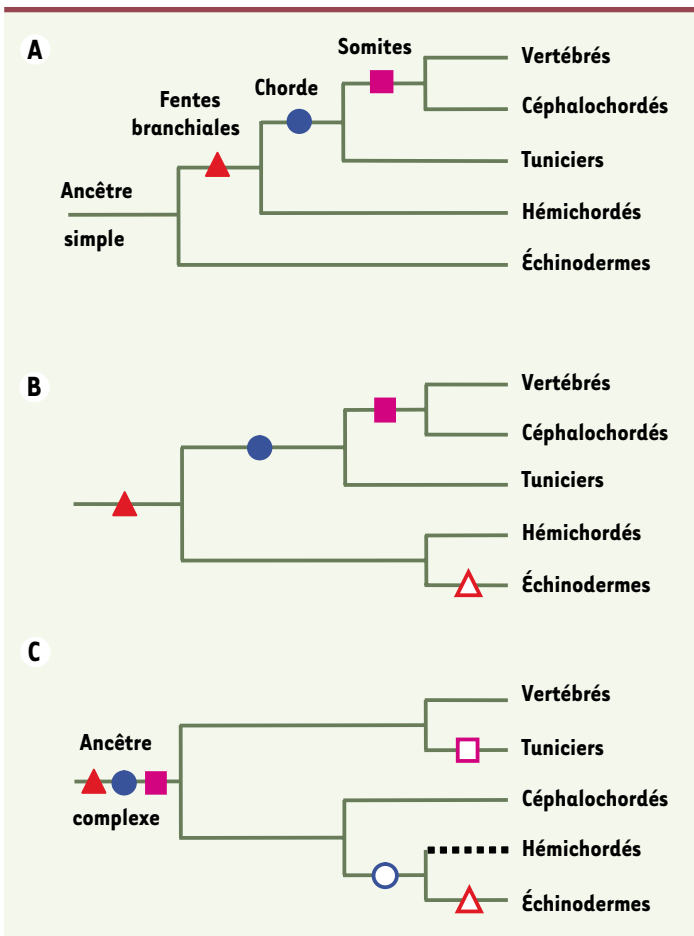 A
Somites
Vertébrés
Chorde
Céphalochordés
Fentes
branchiales
Tuniciers
Ancêtre
simple
Hémichordés
Échinodermes
B
Vertébrés
Céphalochordés
Tuniciers
Hémichordés
Échinodermes
C
Vertébrés
Ancêtre
complexe
Tuniciers
Céphalochordés
Hémichordés
Échinodermes